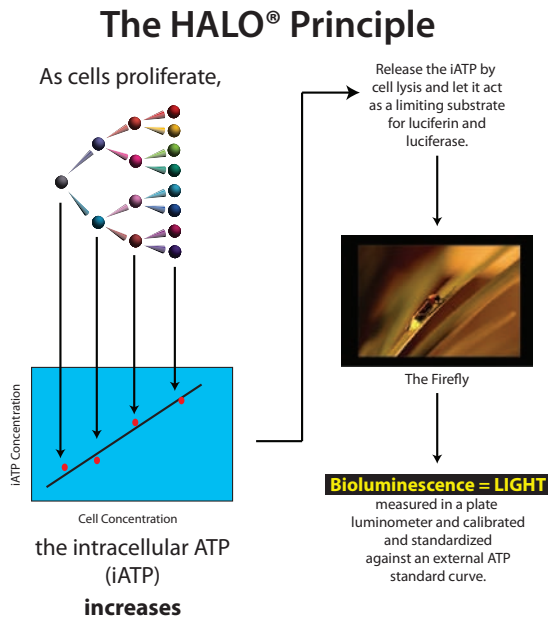 The HALO® Principle
As cells proliferate,
iATP Concentration
Cell Concentration
the intracellular ATP
(iATP)
increases
Release the iATP by
cell lysis and let it act
as a limiting substrate
for luciferin and
luciferase.
The Firefly
Bioluminescence = LIGHT
measured in a plate
luminometer and calibrated
and standardized
against an external ATP
standard curve.